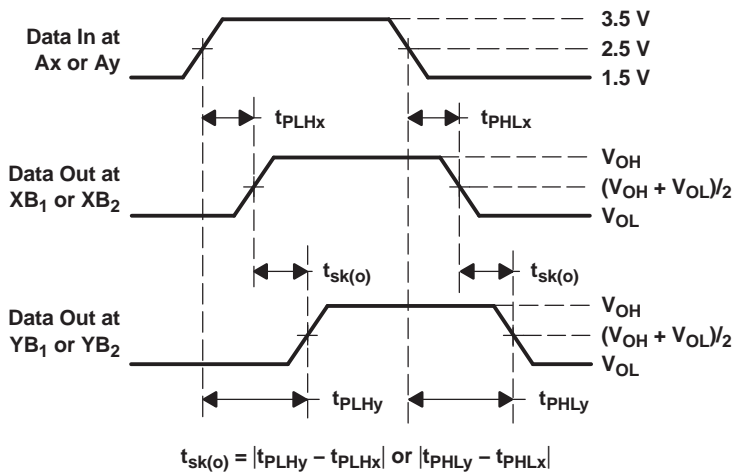 3.5 V
Data In at
Ax or Ay
2.5 V
1.5 V
tPLHx
tPHLx
Data Out at
XB1 or XB2
VOH
(VOH + VOL)/2
VOL
tsk(o)
tsk(o)
Data Out at
YB1 or YB2
VOH
(VOH + VOL)/2
VOL
tPLHy
tPHLy
tsk(o) = |tPLHy – tPLHx| or |tPHLy – tPHLx|